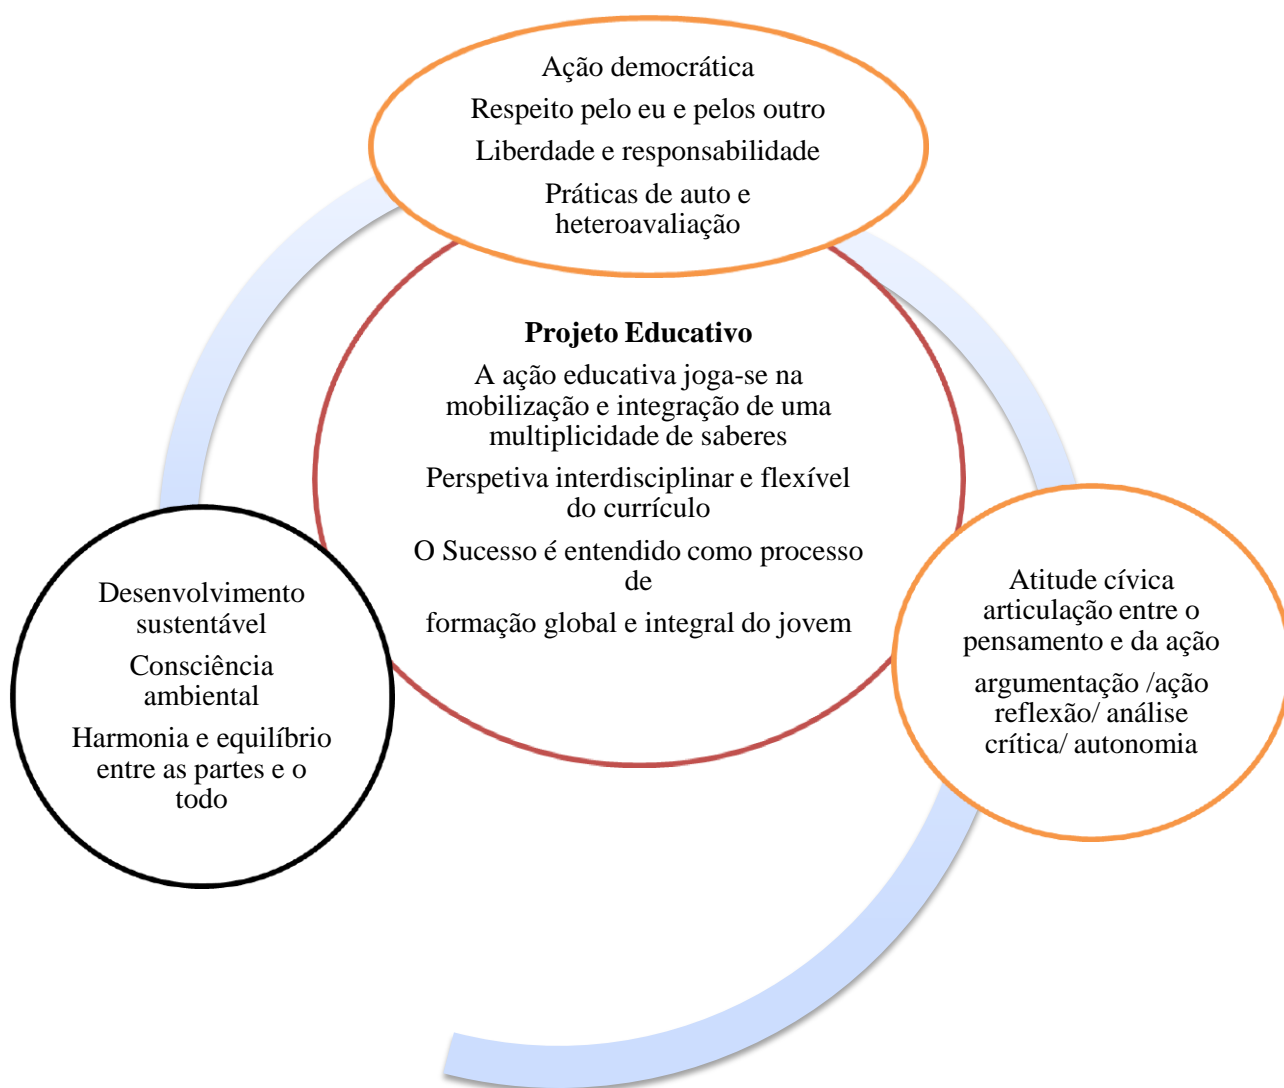 Ação democrática
Respeito pelo eu e pelos outro
Liberdade e responsabilidade
Práticas de auto e
heteroavaliação
Projeto Educativo
A ação educativa joga-se na
mobilização e integração de uma
multiplicidade de saberes
Perspetiva interdisciplinar e flexível
do currículo
O Sucesso é entendido como processo
de
formação global e integral do jovem
Desenvolvimento
sustentável
Consciência
ambiental
Harmonia e equilíbrio
entre as partes e o
todo
Atitude cívica
articulação entre o
pensamento e da ação
argumentação /ação
reflexão/ análise
crítica/ autonomia